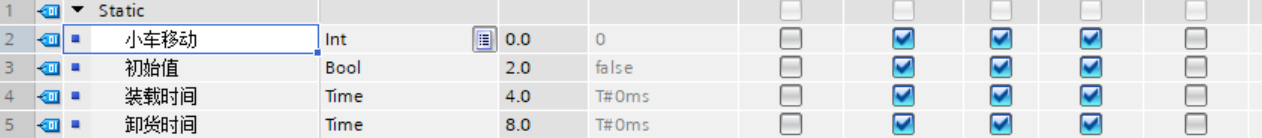 1 Static
2 小车移动 Int 0.0 0
3 初始值 Bool 2.0 false
4 装载时间 Time 4.0 T#0ms
5 卸货时间 Time 8.0 T#0ms